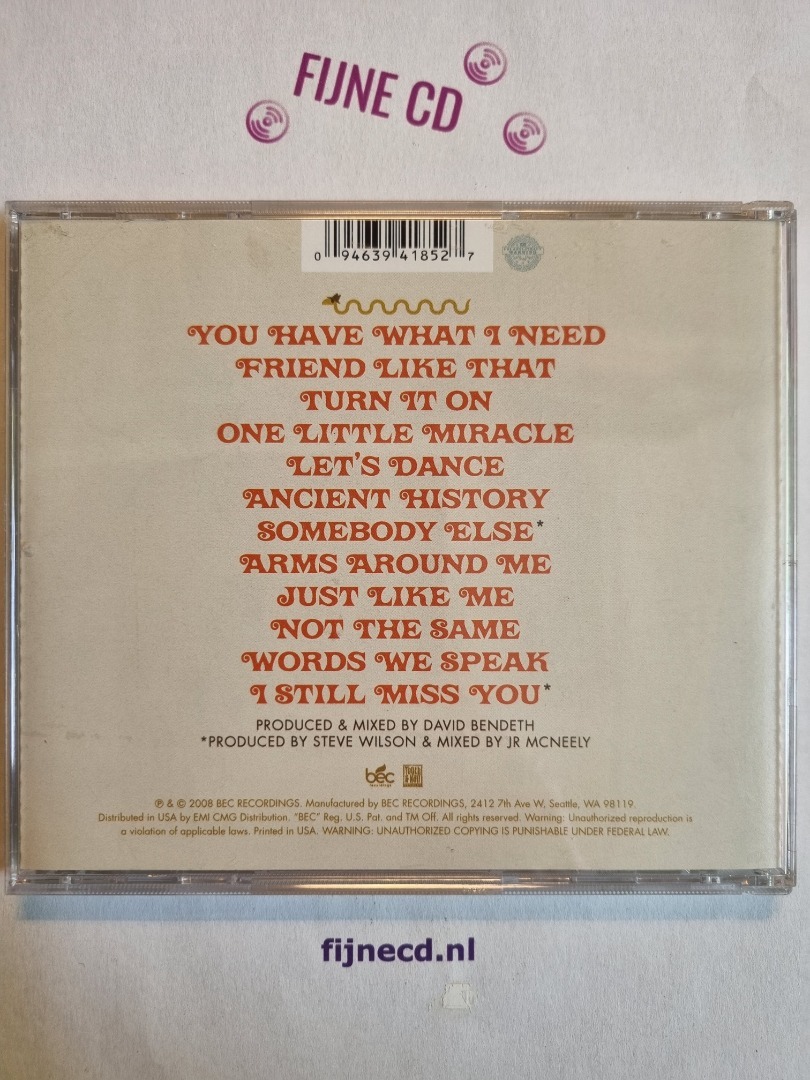 FIJNE CD
0 94639 41852 7
YOU HAVE WHAT I NEED
FRIEND LIKE THAT
TURN IT ON
ONE LITTLE MIRACLE
LET'S DANCE
ANCIENT HISTORY
SOMEBODY ELSE*
ARMS AROUND ME
JUST LIKE ME
NOT THE SAME
WORDS WE SPEAK
I STILL MISS YOU*
PRODUCED & MIXED BY DAVID BENDETH
*PRODUCED BY STEVE WILSON & MIXED BY JR MCNEELY
bec
recordings
℗ & © 2008 BEC RECORDINGS. Manufactured by BEC RECORDINGS, 2412 7th Ave W, Seattle, WA 98119.
Distributed in USA by EMI CMG Distribution. "BEC" Reg. U.S. Pat. and TM Off. All rights reserved. Warning: Unauthorized reproduction is
a violation of applicable laws. Printed in USA. WARNING: UNAUTHORIZED COPYING IS PUNISHABLE UNDER FEDERAL LAW.
fijnecd.nl